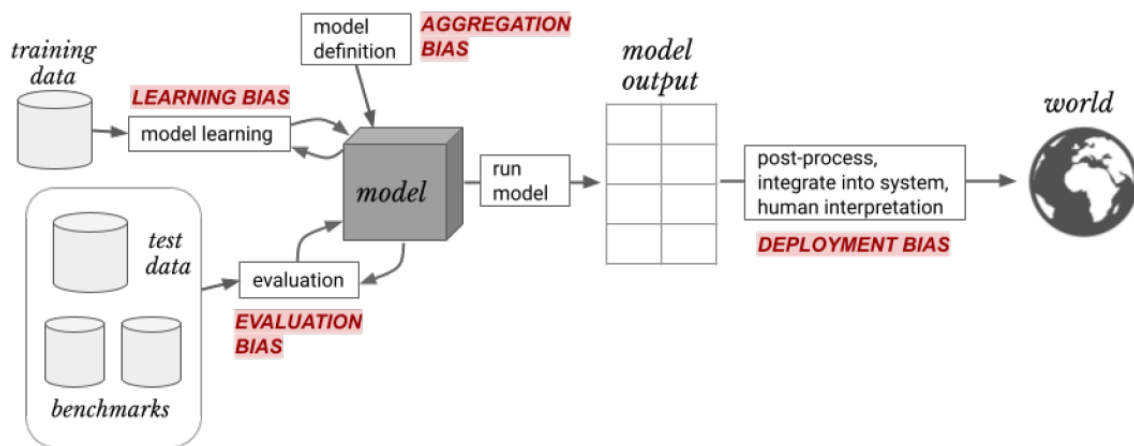 training
data
LEARNING BIAS
model learning
model
definition
AGGREGATION
BIAS
model
test
data
benchmarks
evaluation
EVALUATION
BIAS
run
model
model
output
post-process,
integrate into system,
human interpretation
DEPLOYMENT BIAS
world